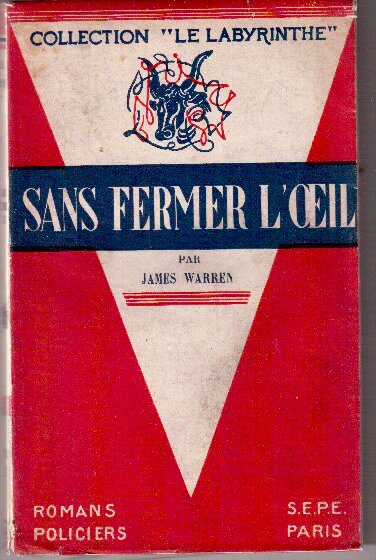 COLLECTION "LE LABYRINTHE"
SANS FERMER L'ŒIL
PAR
JAMES WARREN
ROMANS
POLICIERS
S.E.P.E.
PARIS